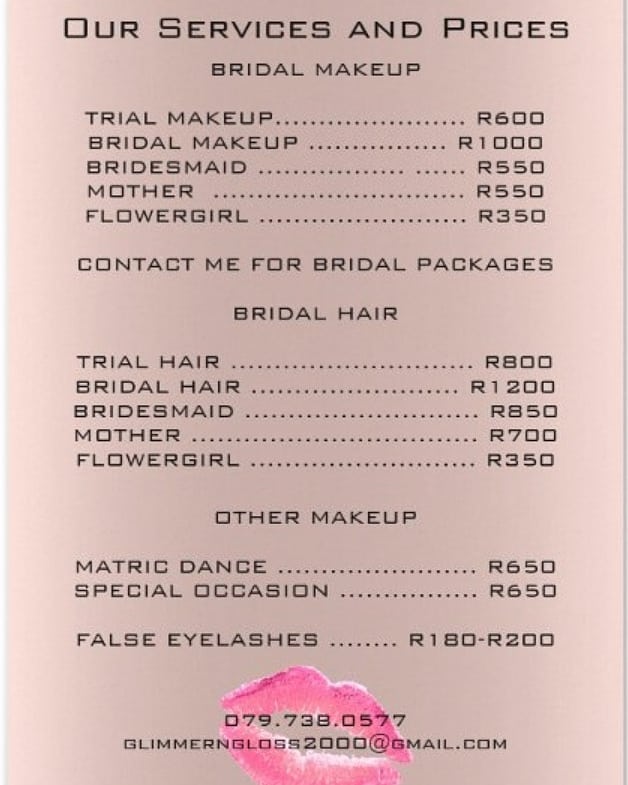 Our Services and Prices
BRIDAL MAKEUP
TRIAL MAKEUP...................... R600
BRIDAL MAKEUP ................ R1000
BRIDESMAID ................. ...... R550
MOTHER ............................. R550
FLOWERGIRL ........................ R350
CONTACT ME FOR BRIDAL PACKAGES
BRIDAL HAIR
TRIAL HAIR ............................ R800
BRIDAL HAIR ........................ R1200
BRIDESMAID ........................... R850
MOTHER ................................. R700
FLOWERGIRL .......................... R350
OTHER MAKEUP
MATRIC DANCE ....................... R650
SPECIAL OCCASION ................ R650
FALSE EYELASHES ........ R180-R200
079.738.0577
GLIMMERNGLOSS2000@GMAIL.COM